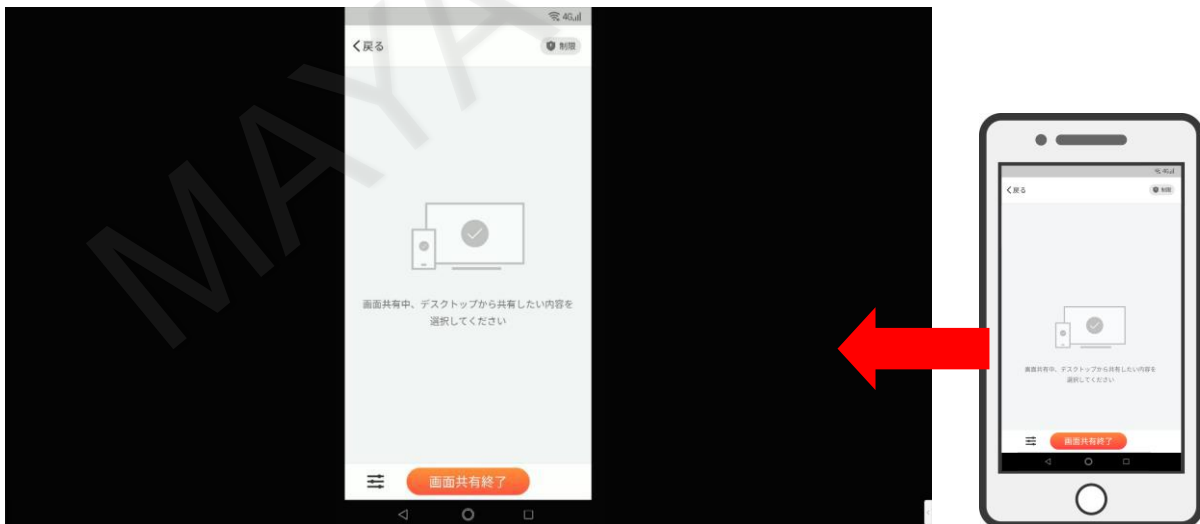 4G
戻る
制限
画面共有中、デスクトップから共有したい内容を
選択してください
画面共有終了
MAYA
4G
戻る
制限
画面共有中、デスクトップから共有したい内容を
選択してください
画面共有終了